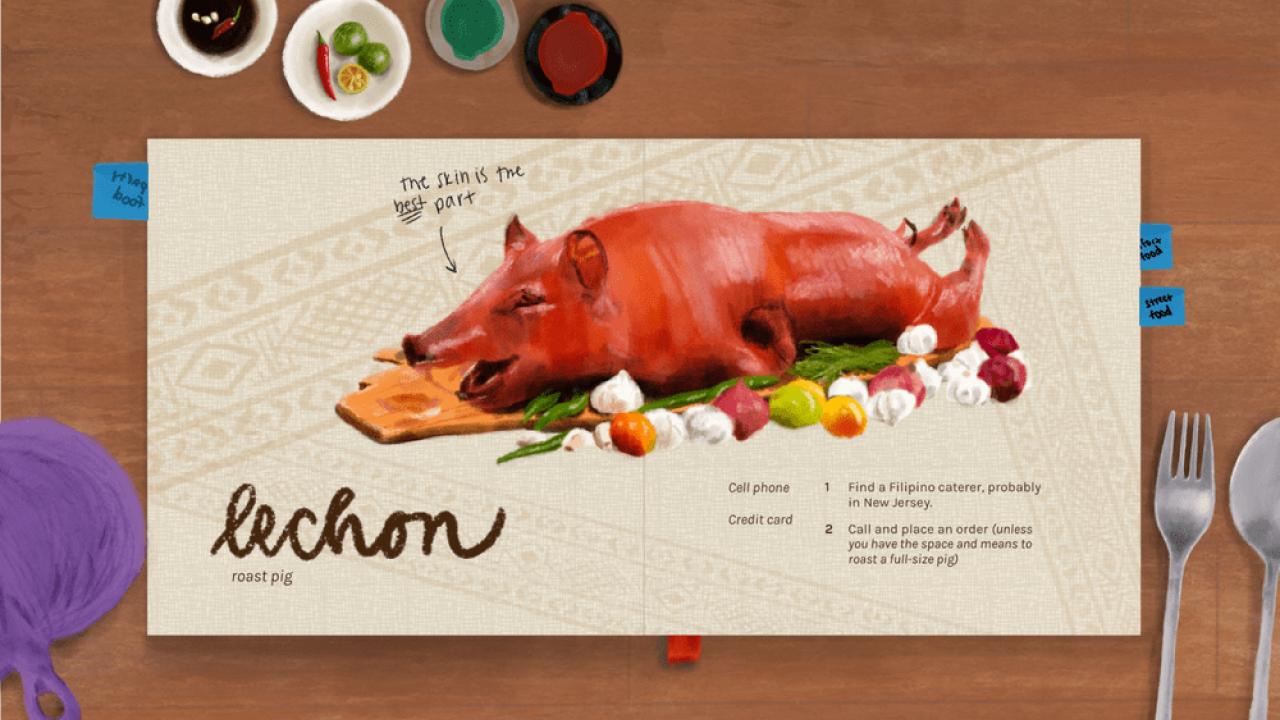 the skin is the
best part
food
street
food
lechon
roast pig
Cell phone
Credit card
1 Find a Filipino caterer, probably
in New Jersey.
2 Call and place an order (unless
you have the space and means to
roast a full-size pig)